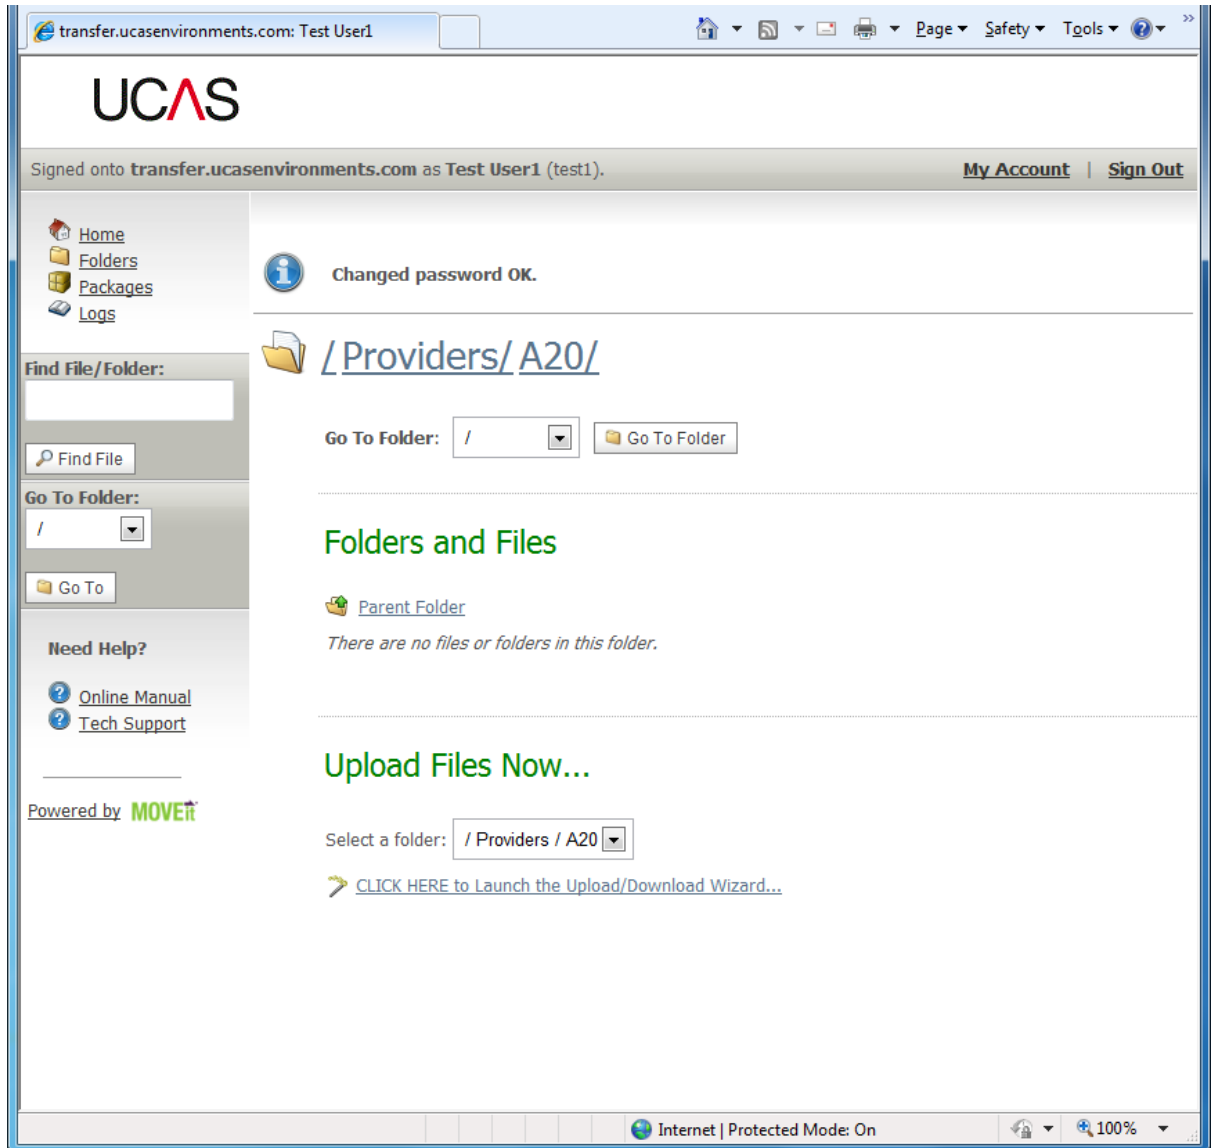 transfer.ucasenvironments.com: Test User1
Page Safety Tools
UCAS
Signed onto transfer.ucasenvironments.com as Test User1 (test1). My Account | Sign Out
Home
Folders
Packages
Logs
Find File/Folder:
Find File
Go To Folder:
/
Go To
Need Help?
Online Manual
Tech Support
Powered by MOVEit
Changed password OK.
/ Providers/ A20/
Go To Folder: / Go To Folder
Folders and Files
Parent Folder
There are no files or folders in this folder.
Upload Files Now...
Select a folder: / Providers / A20
CLICK HERE to Launch the Upload/Download Wizard...
Internet | Protected Mode: On 100%